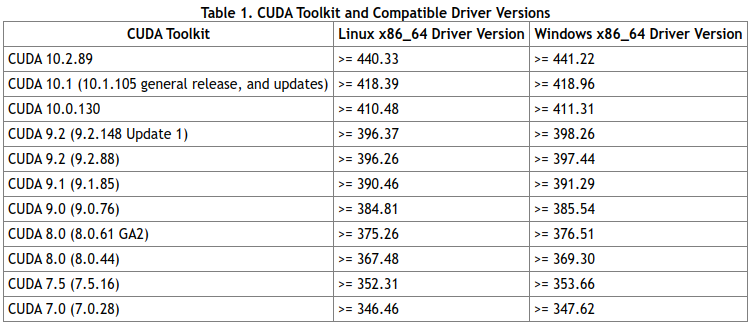 Table 1. CUDA Toolkit and Compatible Driver Versions
CUDA Toolkit Linux x86_64 Driver Version Windows x86_64 Driver Version
CUDA 10.2.89 >= 440.33 >= 441.22
CUDA 10.1 (10.1.105 general release, and updates) >= 418.39 >= 418.96
CUDA 10.0.130 >= 410.48 >= 411.31
CUDA 9.2 (9.2.148 Update 1) >= 396.37 >= 398.26
CUDA 9.2 (9.2.88) >= 396.26 >= 397.44
CUDA 9.1 (9.1.85) >= 390.46 >= 391.29
CUDA 9.0 (9.0.76) >= 384.81 >= 385.54
CUDA 8.0 (8.0.61 GA2) >= 375.26 >= 376.51
CUDA 8.0 (8.0.44) >= 367.48 >= 369.30
CUDA 7.5 (7.5.16) >= 352.31 >= 353.66
CUDA 7.0 (7.0.28) >= 346.46 >= 347.62